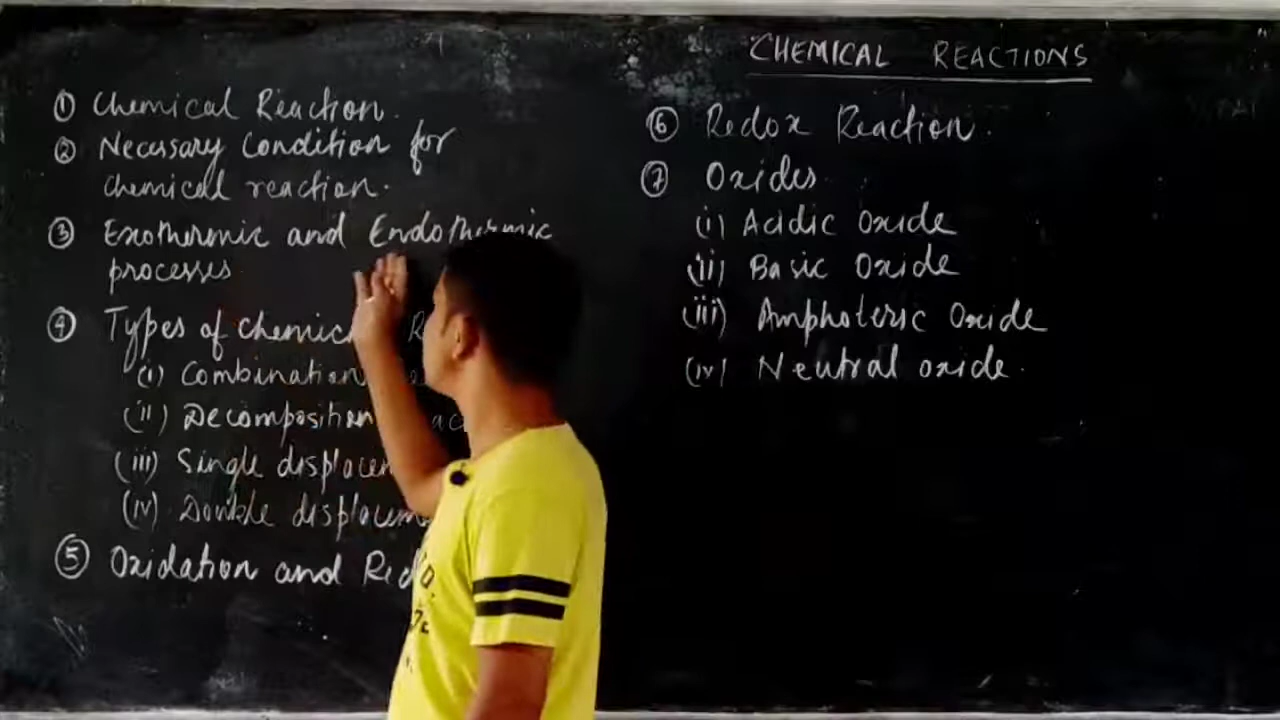 CHEMICAL REACTIONS
① Chemical Reaction.
② Necessary Condition for
chemical reaction.
③ Exothermic and Endothermic
processes
④ Types of chemic
(i) Combination
(ii) Decomposition
(iii) Single displacem
(iv) Double displacem
⑤ Oxidation and Red
⑥ Redox Reaction.
⑦ Oxides.
(i) Acidic Oxide
(ii) Basic Oxide
(iii) Amphoteric Oxide
(iv) Neutral oxide.